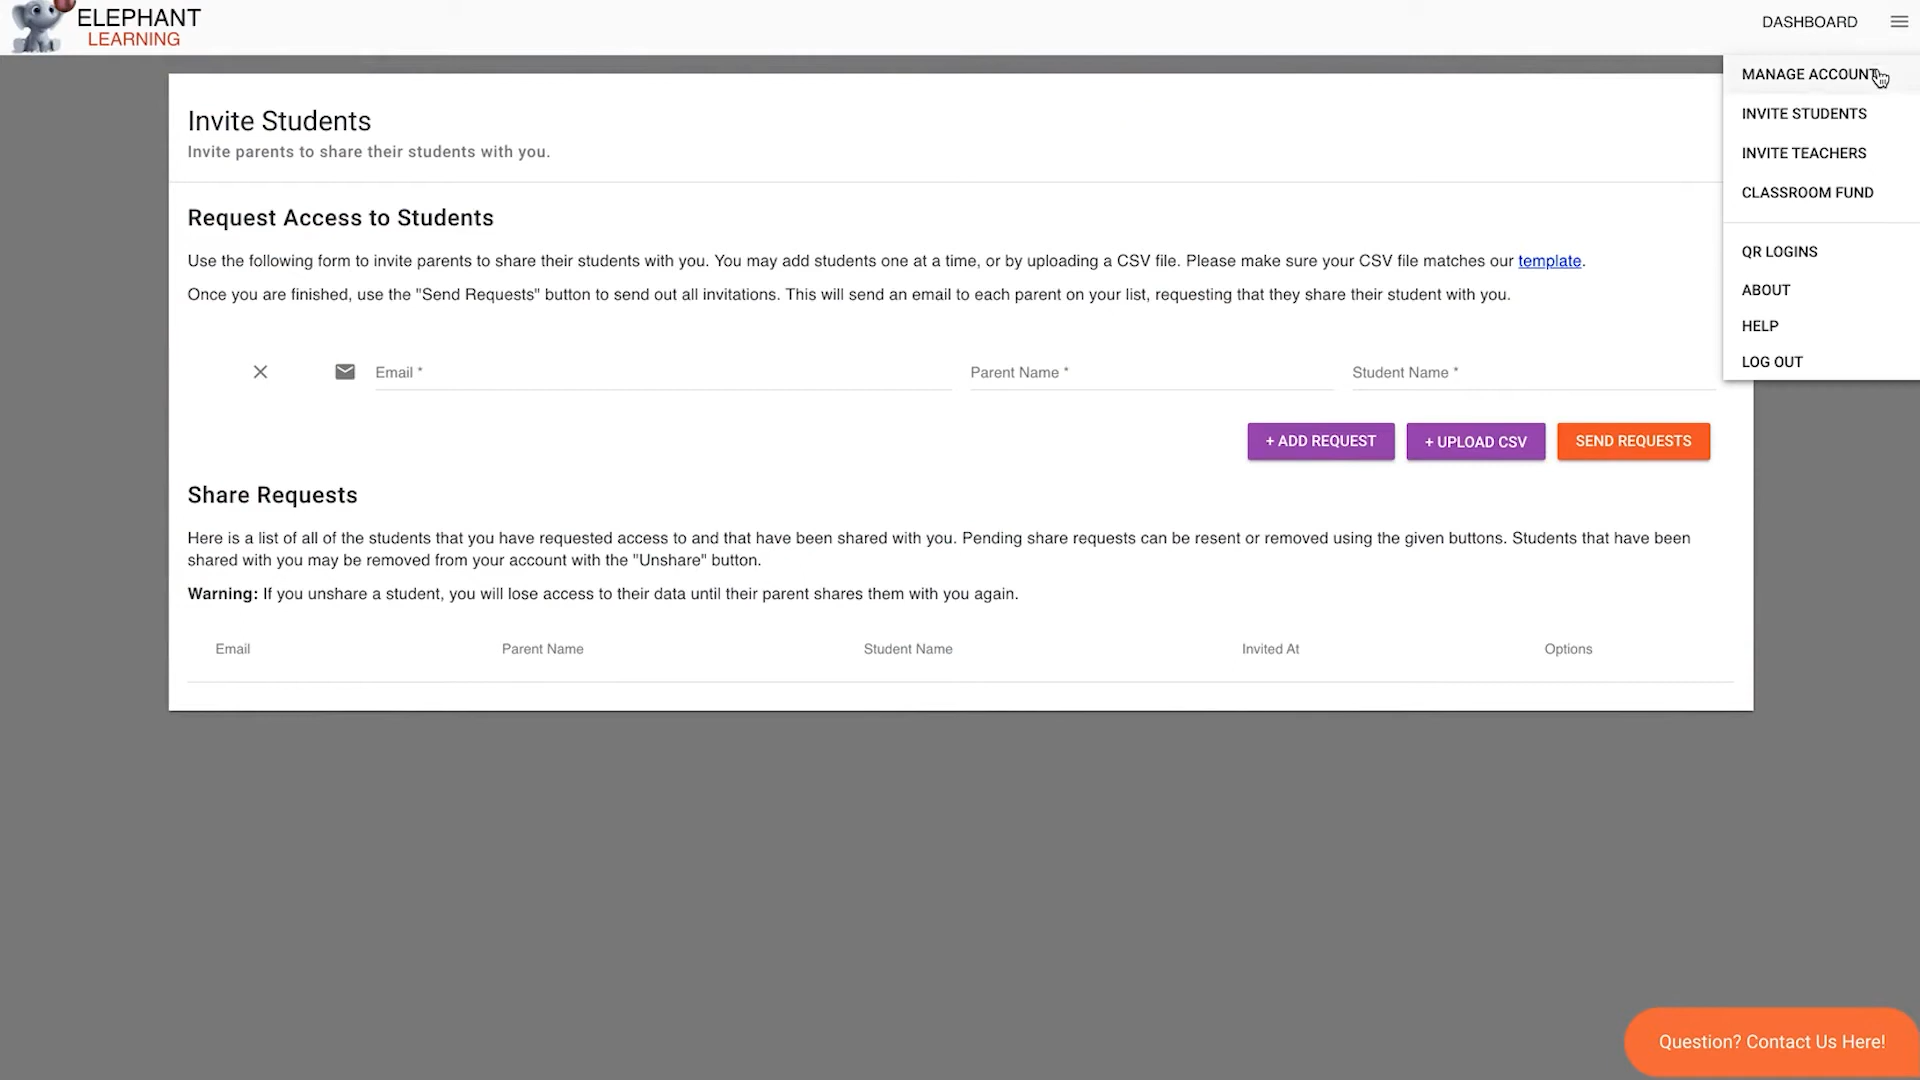 ELEPHANT
LEARNING
DASHBOARD
MANAGE ACCOUNT
INVITE STUDENTS
INVITE TEACHERS
CLASSROOM FUND
QR LOGINS
ABOUT
HELP
LOG OUT
Invite Students
Invite parents to share their students with you.
Request Access to Students
Use the following form to invite parents to share their students with you. You may add students one at a time, or by uploading a CSV file. Please make sure your CSV file matches our template.
Once you are finished, use the "Send Requests" button to send out all invitations. This will send an email to each parent on your list, requesting that they share their student with you.
Email * Parent Name * Student Name *
+ ADD REQUEST + UPLOAD CSV SEND REQUESTS
Share Requests
Here is a list of all of the students that you have requested access to and that have been shared with you. Pending share requests can be resent or removed using the given buttons. Students that have been
shared with you may be removed from your account with the "Unshare" button.
Warning: If you unshare a student, you will lose access to their data until their parent shares them with you again.
Email Parent Name Student Name Invited At Options
Question? Contact Us Here!